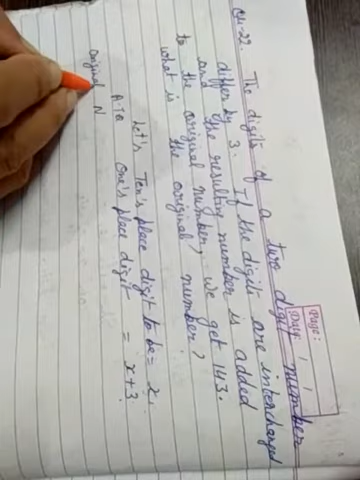 Page:
Date: / /
Qu-22. The digits of a two digit number
differ by 3. If the digits are interchanged
and the resulting number is added
to the original number, we get 143.
what is the original number?
Let's Ten's place digit to be = x
A.T.Q one's place digit = x+3
Original N